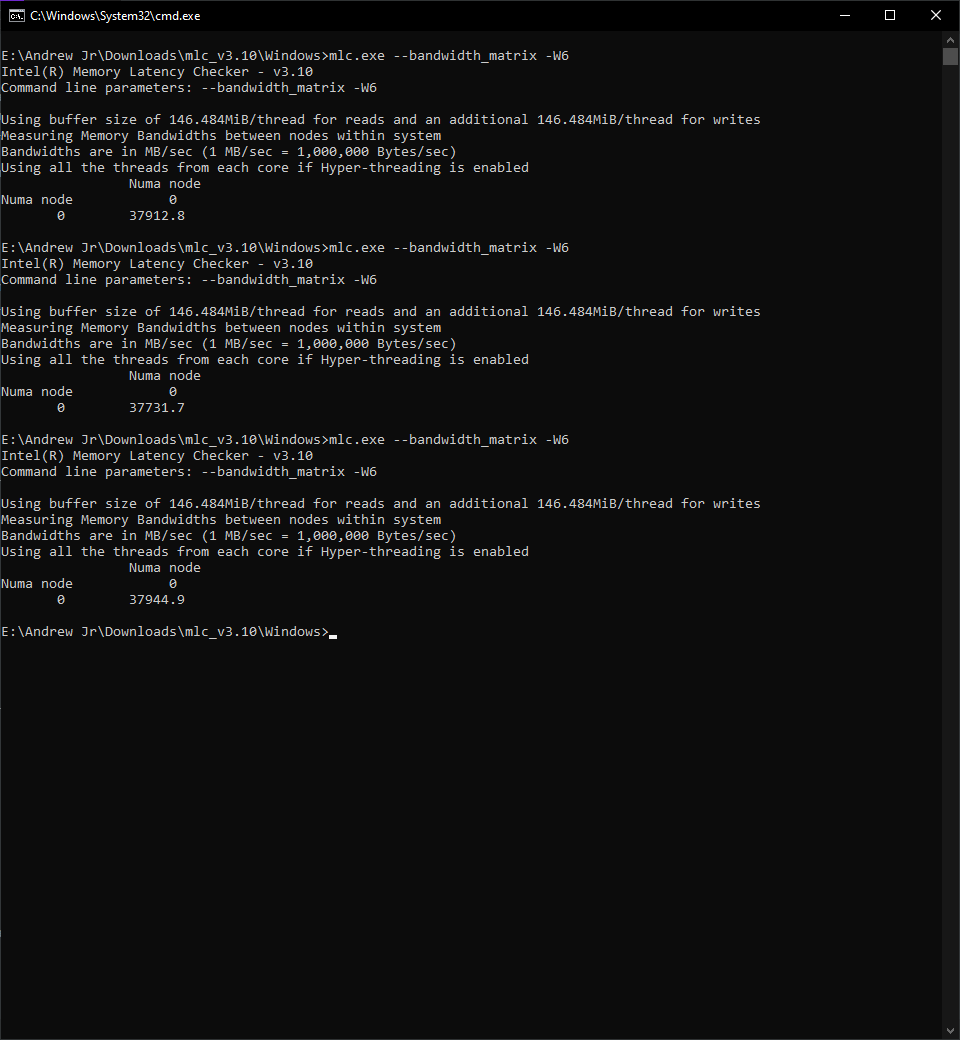 C:\Windows\System32\cmd.exe
E:\Andrew Jr\Downloads\mlc_v3.10\Windows>mlc.exe --bandwidth_matrix -W6
Intel(R) Memory Latency Checker - v3.10
Command line parameters: --bandwidth_matrix -W6
Using buffer size of 146.484MiB/thread for reads and an additional 146.484MiB/thread for writes
Measuring Memory Bandwidths between nodes within system
Bandwidths are in MB/sec (1 MB/sec = 1,000,000 Bytes/sec)
Using all the threads from each core if Hyper-threading is enabled
Numa node
Numa node 0
0 37912.8
E:\Andrew Jr\Downloads\mlc_v3.10\Windows>mlc.exe --bandwidth_matrix -W6
Intel(R) Memory Latency Checker - v3.10
Command line parameters: --bandwidth_matrix -W6
Using buffer size of 146.484MiB/thread for reads and an additional 146.484MiB/thread for writes
Measuring Memory Bandwidths between nodes within system
Bandwidths are in MB/sec (1 MB/sec = 1,000,000 Bytes/sec)
Using all the threads from each core if Hyper-threading is enabled
Numa node
Numa node 0
0 37731.7
E:\Andrew Jr\Downloads\mlc_v3.10\Windows>mlc.exe --bandwidth_matrix -W6
Intel(R) Memory Latency Checker - v3.10
Command line parameters: --bandwidth_matrix -W6
Using buffer size of 146.484MiB/thread for reads and an additional 146.484MiB/thread for writes
Measuring Memory Bandwidths between nodes within system
Bandwidths are in MB/sec (1 MB/sec = 1,000,000 Bytes/sec)
Using all the threads from each core if Hyper-threading is enabled
Numa node
Numa node 0
0 37944.9
E:\Andrew Jr\Downloads\mlc_v3.10\Windows>